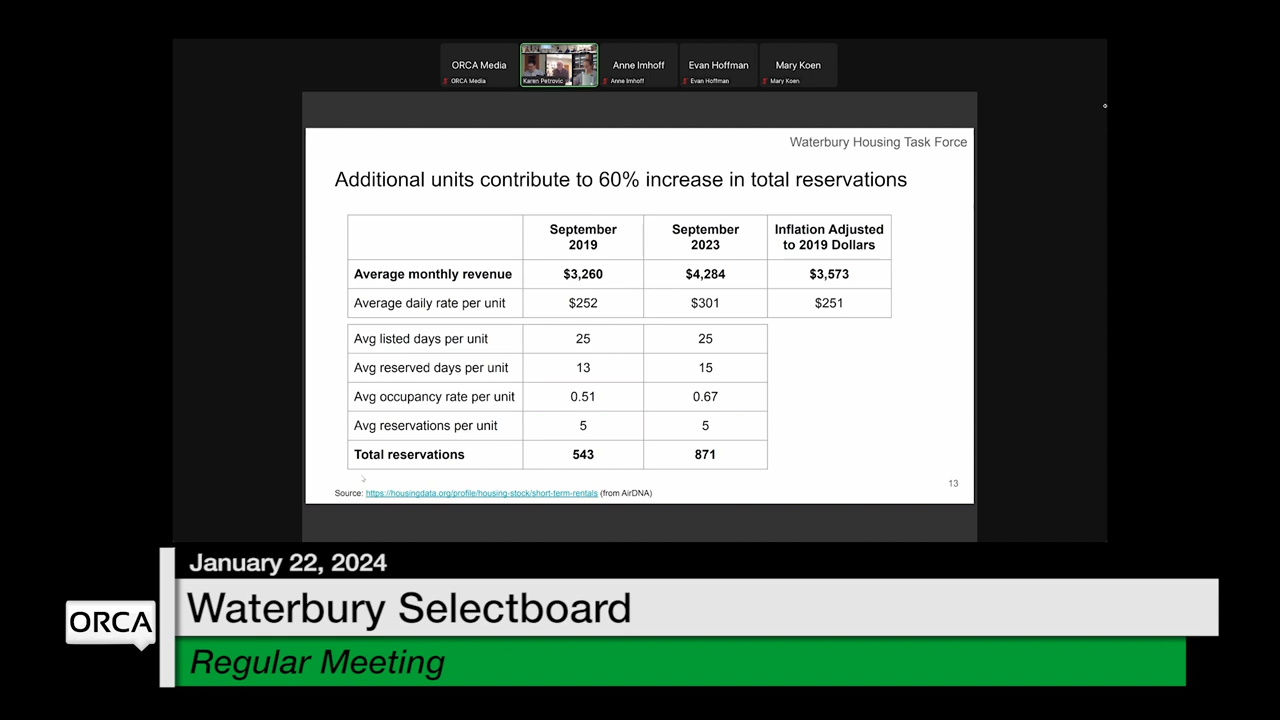 ORCA Media
Anne Imhoff
Evan Hoffman
Mary Koen
ORCA Media
Karen Petrovic
Anne Imhoff
Evan Hoffman
Mary Koen
Waterbury Housing Task Force
Additional units contribute to 60% increase in total reservations
September 2019 September 2023 Inflation Adjusted to 2019 Dollars
Average monthly revenue $3,260 $4,284 $3,573
Average daily rate per unit $252 $301 $251
Avg listed days per unit 25 25
Avg reserved days per unit 13 15
Avg occupancy rate per unit 0.51 0.67
Avg reservations per unit 5 5
Total reservations 543 871
13
Source: https://housingdata.org/profile/housing-stock/short-term-rentals (from AirDNA)
January 22, 2024
ORCA
Waterbury Selectboard
Regular Meeting